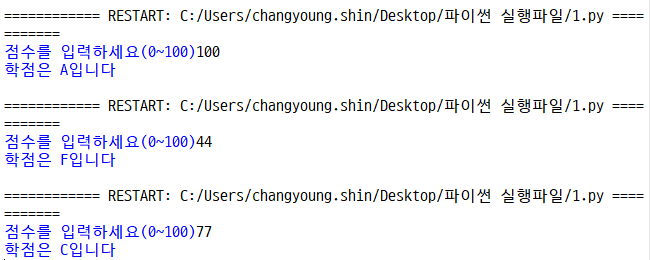 ============ RESTART: C:/Users/changyoung.shin/Desktop/파이썬 실행파일/1.py ====
=======
점수를 입력하세요(0~100)100
학점은 A입니다
============ RESTART: C:/Users/changyoung.shin/Desktop/파이썬 실행파일/1.py ====
=======
점수를 입력하세요(0~100)44
학점은 F입니다
============ RESTART: C:/Users/changyoung.shin/Desktop/파이썬 실행파일/1.py ====
=======
점수를 입력하세요(0~100)77
학점은 C입니다